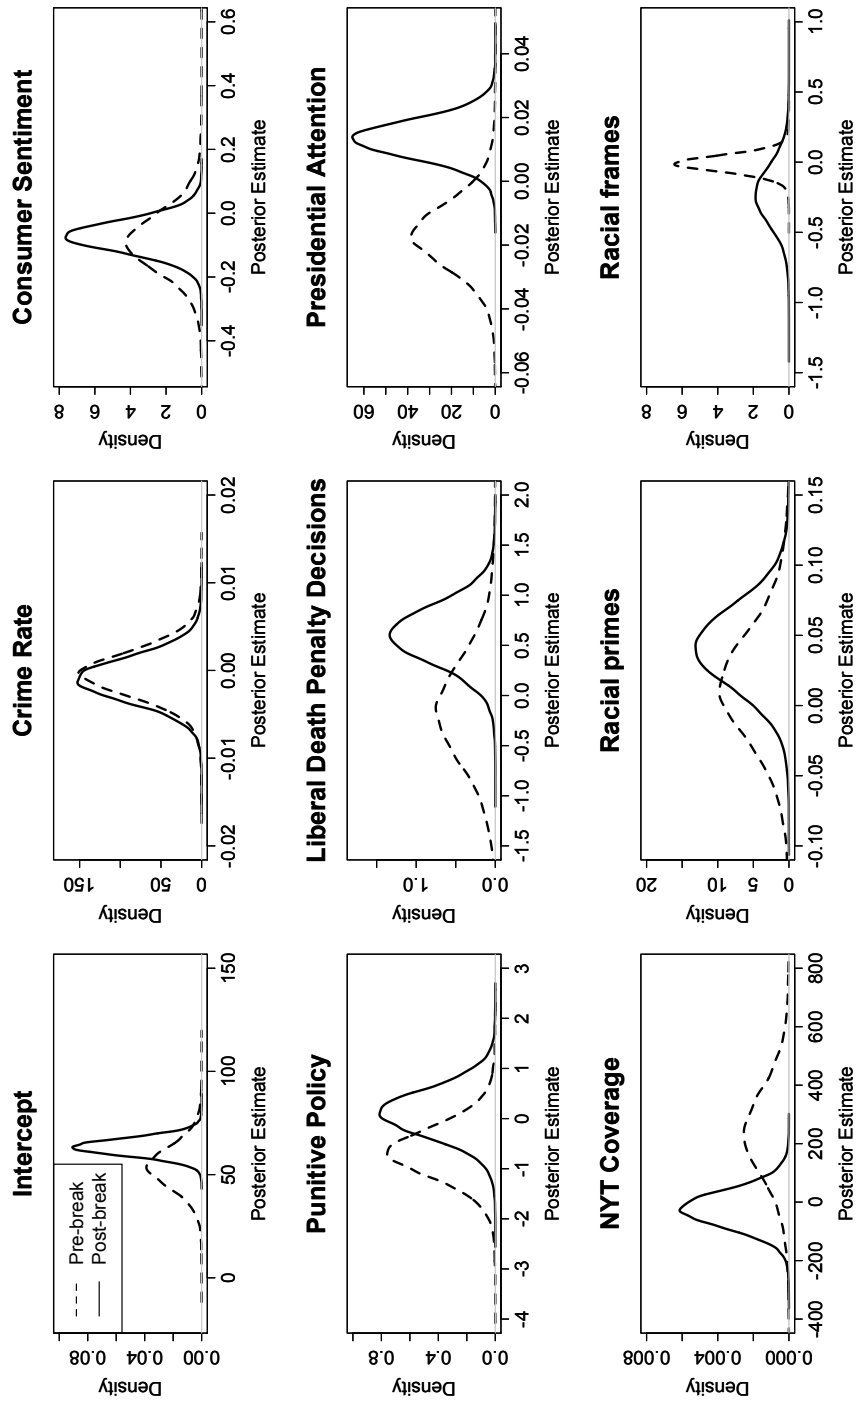 Intercept
Density
0.00 0.04 0.08
Pre-break
Post-break
0 50 100 150
Posterior Estimate
Crime Rate
Density
0 50 150
-0.02 -0.01 0.00 0.01 0.02
Posterior Estimate
Consumer Sentiment
Density
0 2 4 6 8
-0.4 -0.2 0.0 0.2 0.4 0.6
Posterior Estimate
Punitive Policy
Density
0.0 0.4 0.8
-4 -3 -2 -1 0 1 2 3
Posterior Estimate
Liberal Death Penalty Decisions
Density
0.0 1.0
-1.5 -1.0 -0.5 0.0 0.5 1.0 1.5 2.0
Posterior Estimate
Presidential Attention
Density
0 20 40 60
-0.06 -0.04 -0.02 0.00 0.02 0.04
Posterior Estimate
NYT Coverage
Density
0.000 0.004 0.008
-400 -200 0 200 400 600 800
Posterior Estimate
Racial primes
Density
0 5 10 20
-0.10 -0.05 0.00 0.05 0.10 0.15
Posterior Estimate
Racial frames
Density
0 2 4 6 8
-1.5 -1.0 -0.5 0.0 0.5 1.0
Posterior Estimate